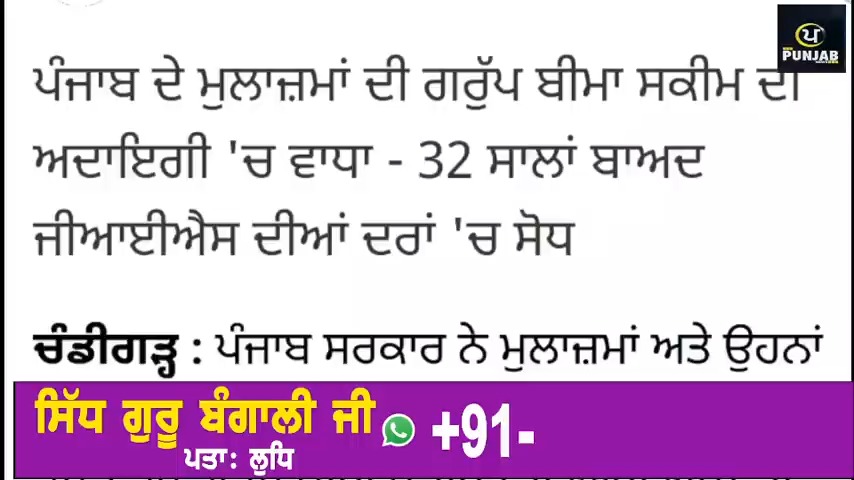 ਪ
PUNJAB
ਪੰਜਾਬ ਦੇ ਮੁਲਾਜ਼ਮਾਂ ਦੀ ਗਰੁੱਪ ਬੀਮਾ ਸਕੀਮ ਦੀ
ਅਦਾਇਗੀ 'ਚ ਵਾਧਾ - 32 ਸਾਲਾਂ ਬਾਅਦ
ਜੀਆਈਐਸ ਦੀਆਂ ਦਰਾਂ 'ਚ ਸੋਧ
ਚੰਡੀਗੜ੍ਹ : ਪੰਜਾਬ ਸਰਕਾਰ ਨੇ ਮੁਲਾਜ਼ਮਾਂ ਅਤੇ ਉਹਨਾਂ
ਸਿੱਧ ਗੁਰੂ ਬੰਗਾਲੀ ਜੀ +91-
ਪਤਾ: ਲੁਧਿ